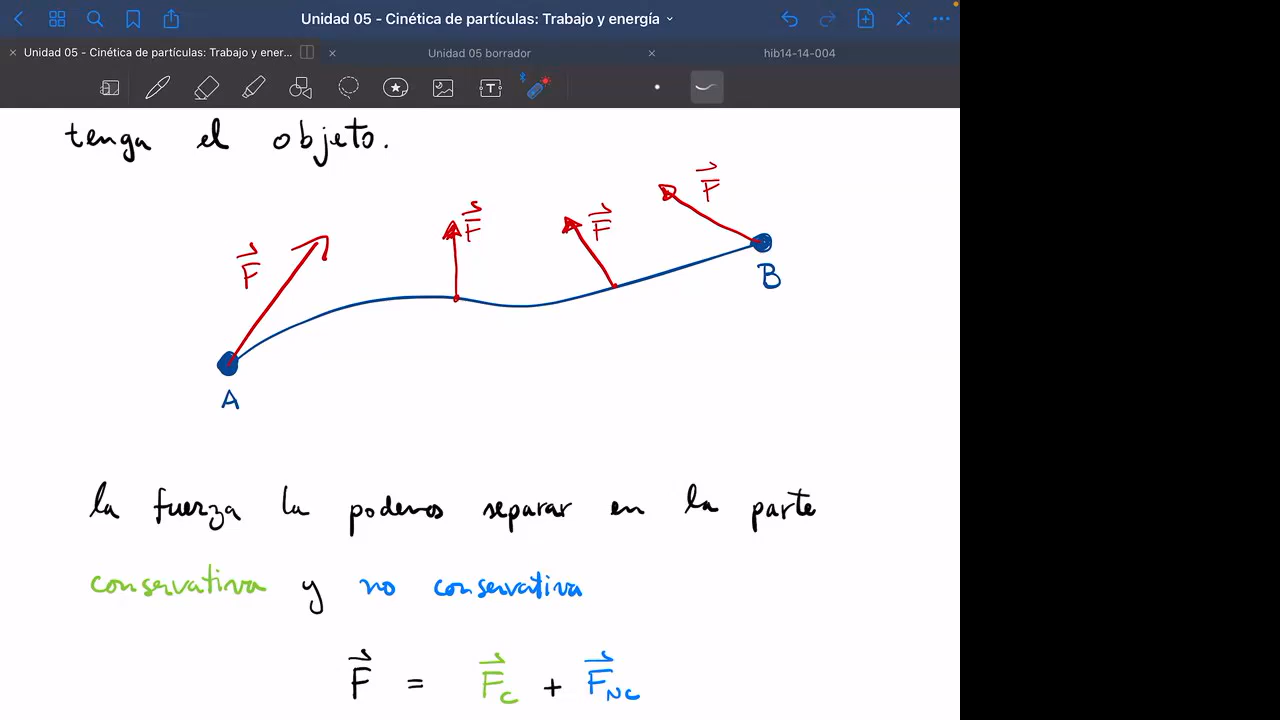 Unidad 05 - Cinética de partículas: Trabajo y energía
Unidad 05 - Cinética de partículas: Trabajo y ener...
Unidad 05 borrador
hib14-14-004
T
tenga el objeto.
F
F
F
F
B
A
la fuerza la podemos separar en la parte
conservativa y no conservativa
F = Fc + FNC